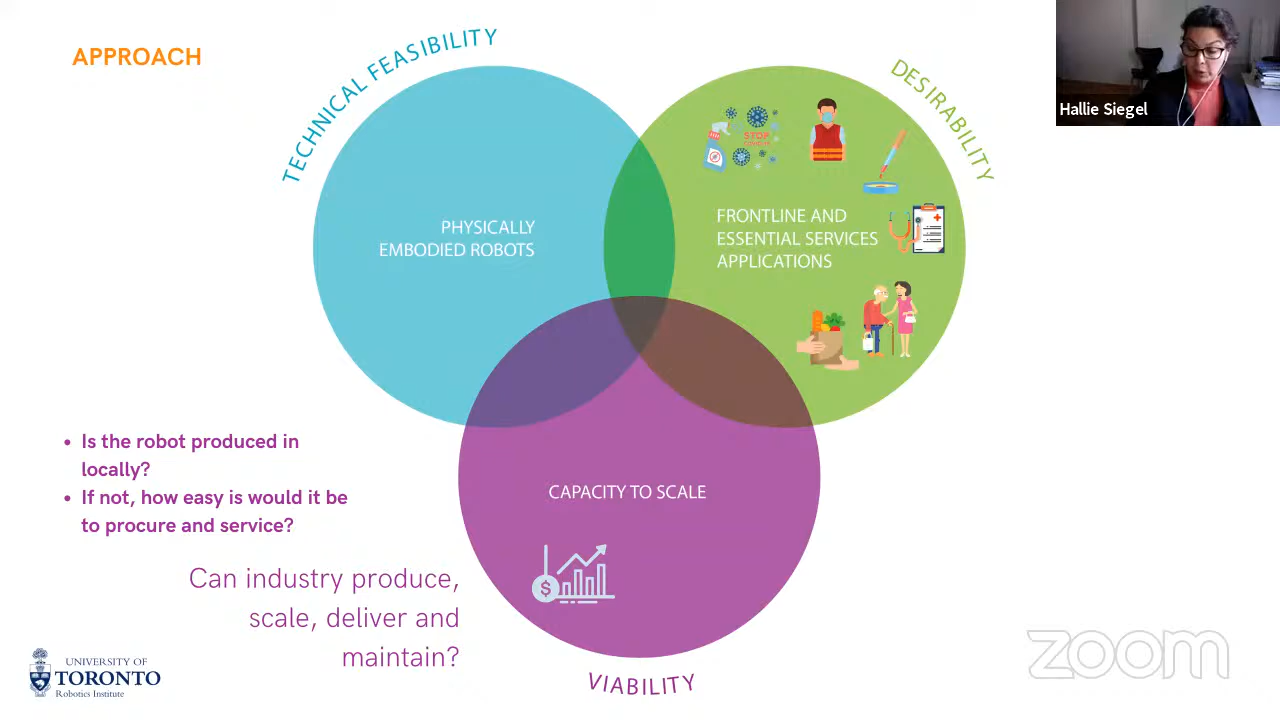 APPROACH
TECHNICAL FEASIBILITY
DESIRABILITY
Hallie Siegel
STOP
PHYSICALLY
EMBODIED ROBOTS
FRONTLINE AND
ESSENTIAL SERVICES
APPLICATIONS
• Is the robot produced in
locally?
• If not, how easy is would it be
to procure and service?
CAPACITY TO SCALE
$
Can industry produce,
scale, deliver and
maintain?
VIABILITY
UNIVERSITY OF
TORONTO
Robotics Institute
zoom